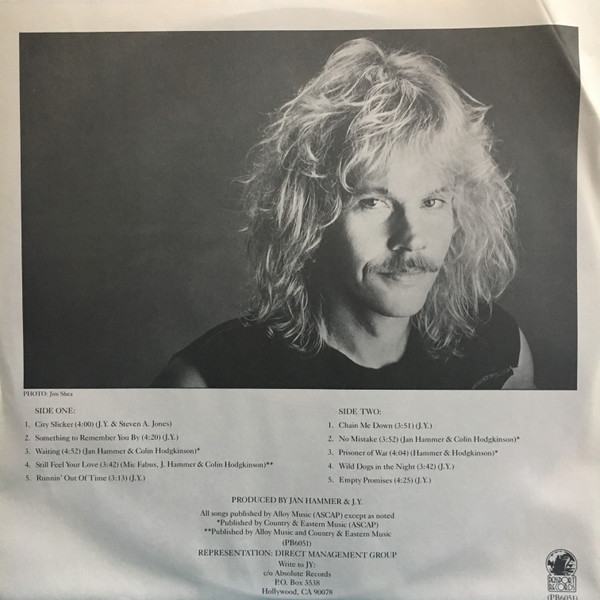 PHOTO: Jim Shea
SIDE ONE:
1. City Slicker (4:00) (J.Y. & Steven A. Jones)
2. Something to Remember You By (4:20) (J.Y.)
3. Waiting (4:52) (Jan Hammer & Colin Hodgkinson)*
4. Still Feel Your Love (3:42) (Mic Fabus, J. Hammer & Colin Hodgkinson)**
5. Runnin' Out Of Time (3:13) (J.Y.)
SIDE TWO:
1. Chain Me Down (3:51) (J.Y.)
2. No Mistake (3:52) (Jan Hammer & Colin Hodgkinson)*
3. Prisoner of War (4:04) (Hammer & Hodgkinson)*
4. Wild Dogs in the Night (3:42) (J.Y.)
5. Empty Promises (4:25) (J.Y.)
PRODUCED BY JAN HAMMER & J.Y.
All songs published by Alloy Music (ASCAP) except as noted
*Published by Country & Eastern Music (ASCAP)
**Published by Alloy Music and Country & Eastern Music
(PB6051)
REPRESENTATION: DIRECT MANAGEMENT GROUP
Write to JY:
c/o Absolute Records
P.O. Box 3538
Hollywood, CA 90078
PASSPORT
RECORDS
(PB6051)